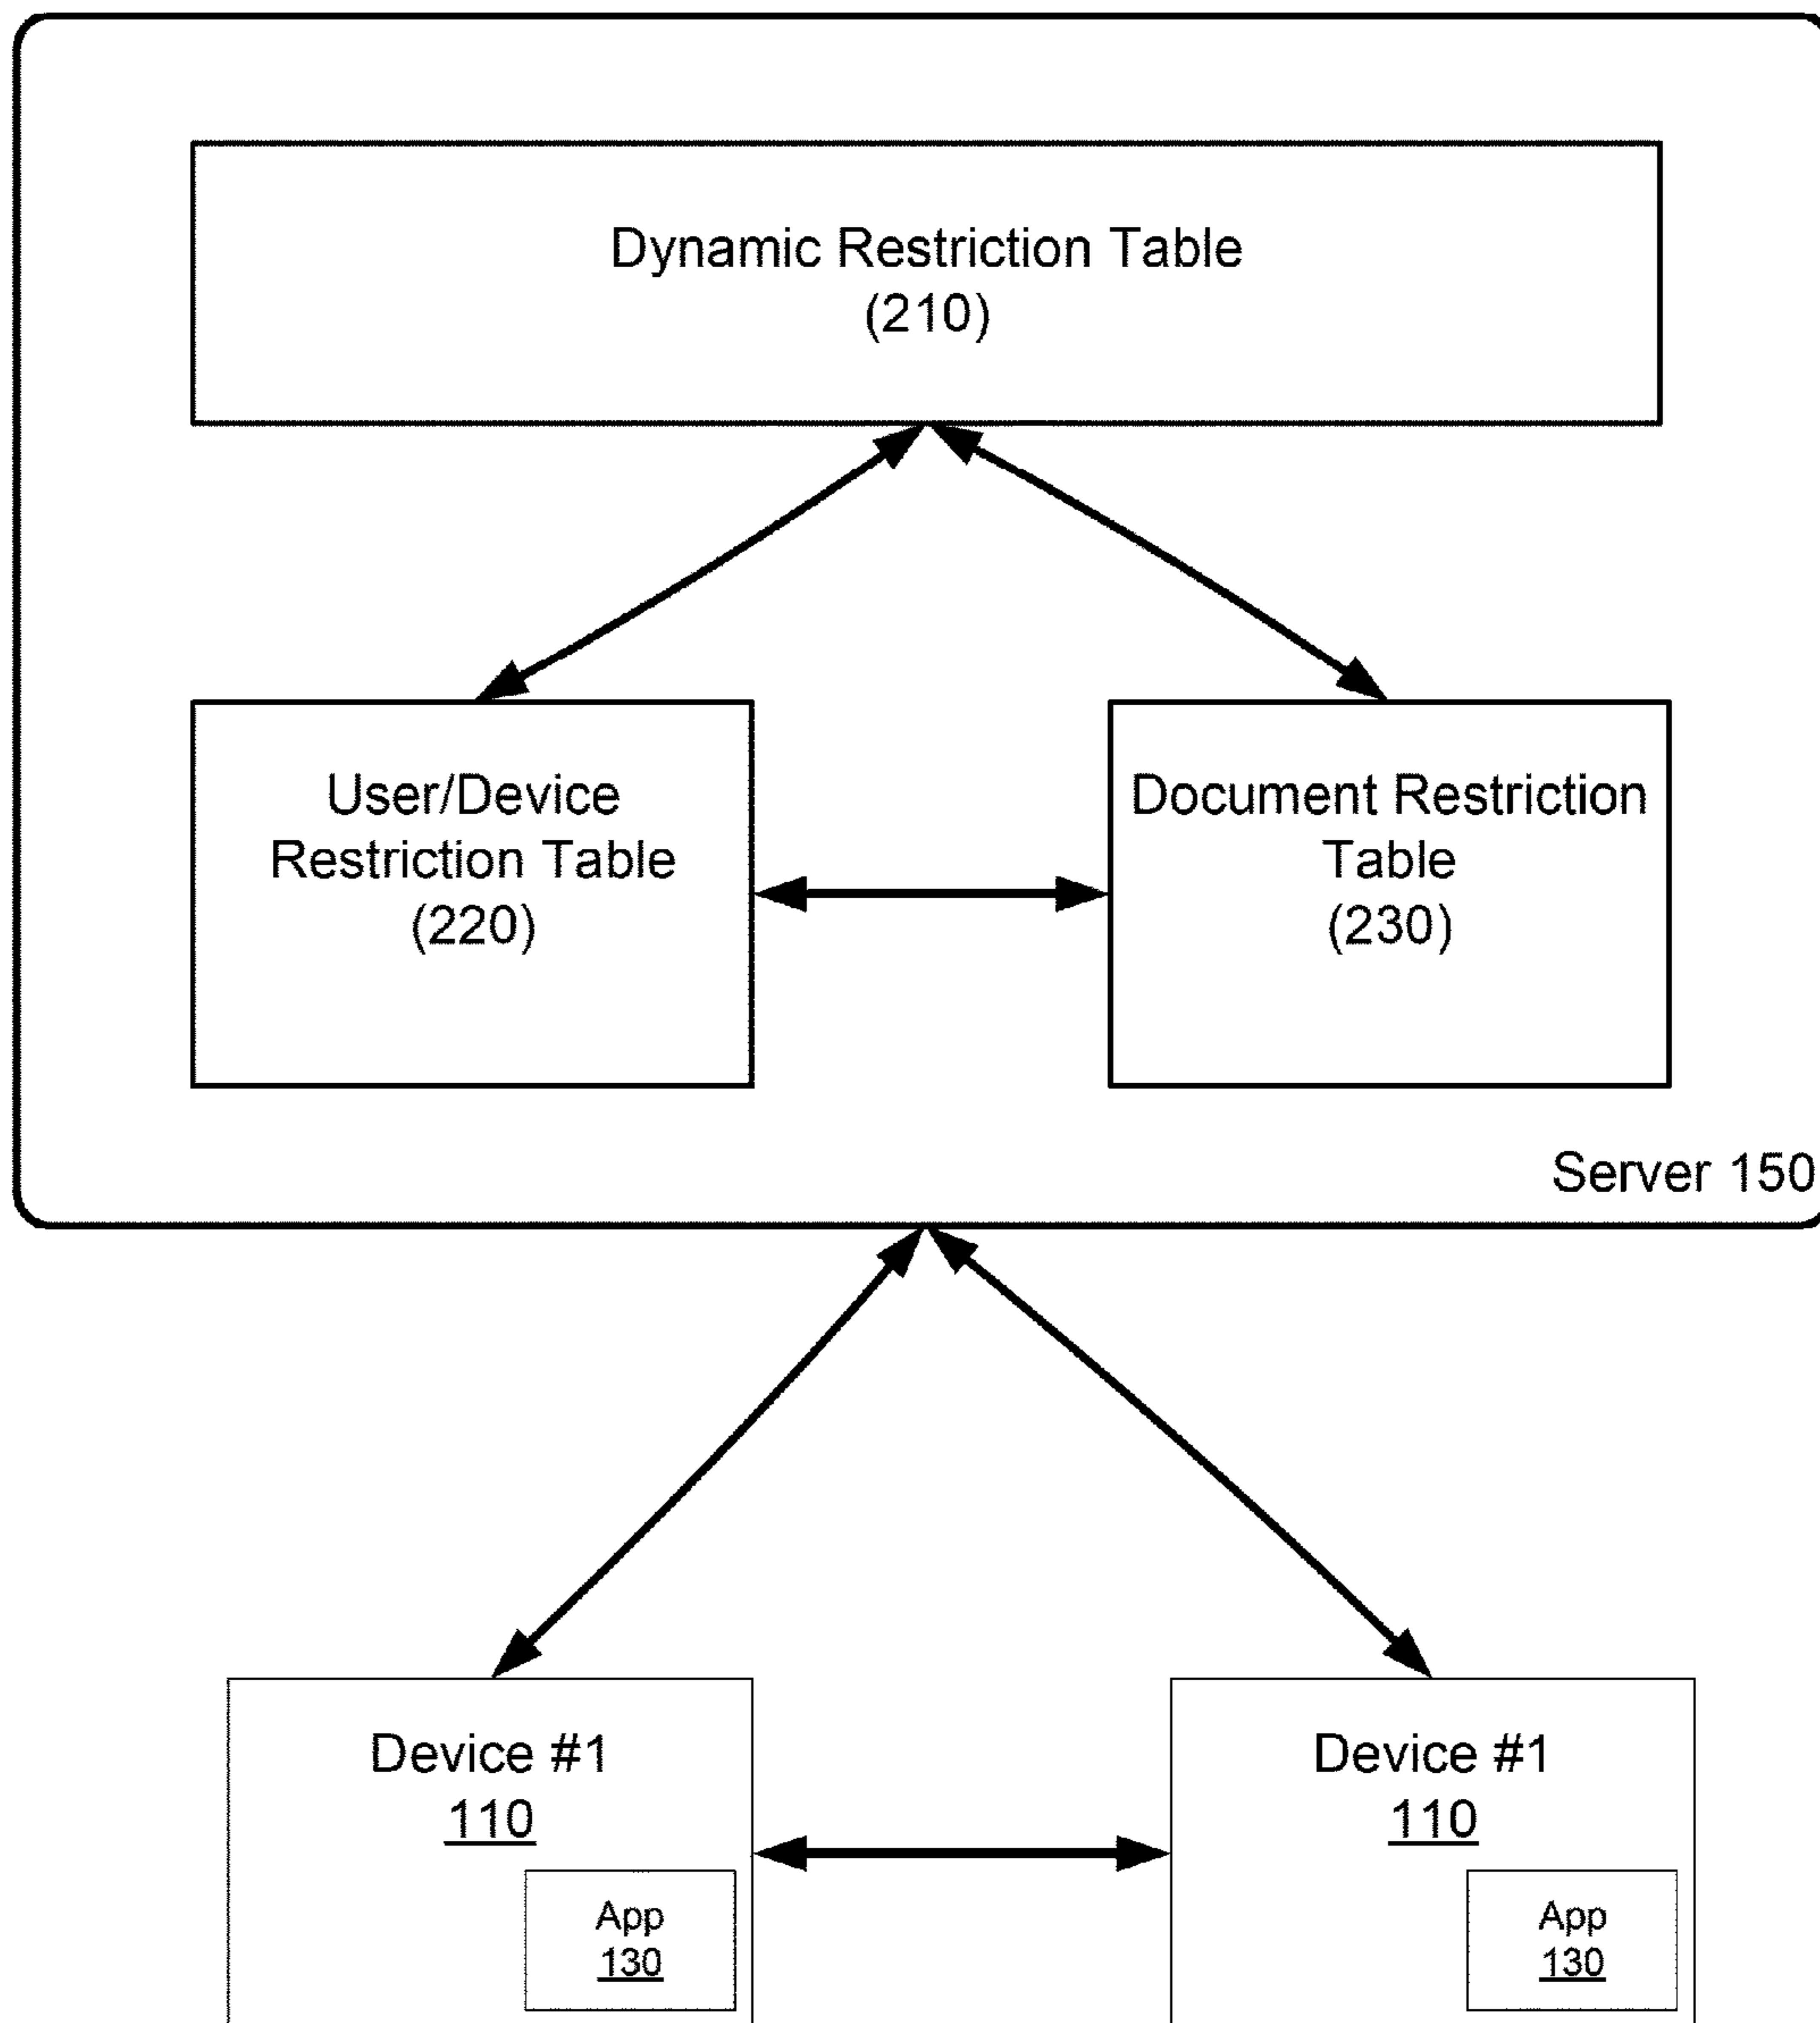 Dynamic Restriction Table
(210)
User/Device
Restriction Table
(220)
Document Restriction
Table
(230)
Server 150
Device #1
110
App
130
Device #1
110
App
130